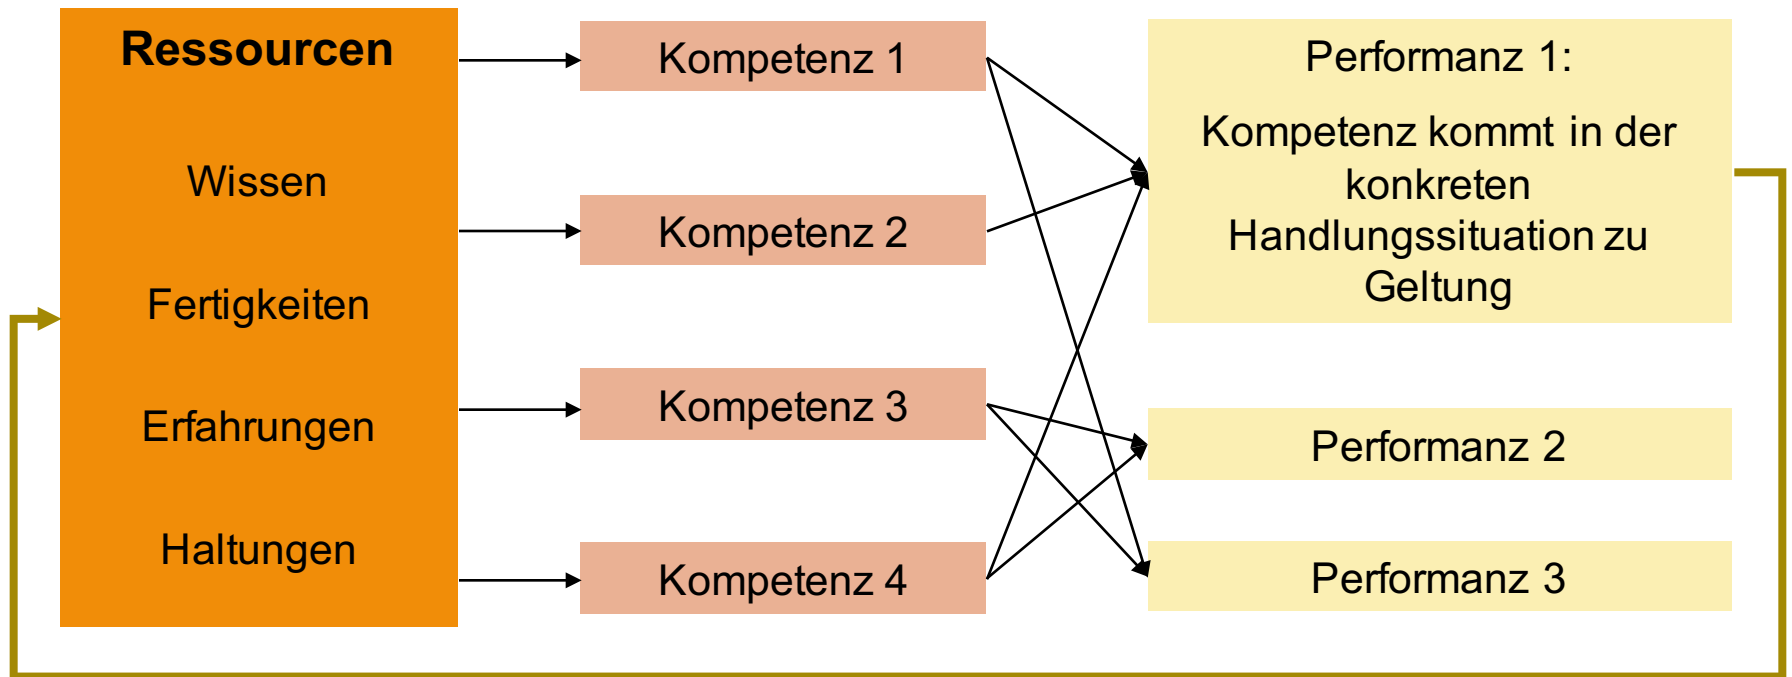 Ressourcen
Wissen
Fertigkeiten
Erfahrungen
Haltungen
Kompetenz 1
Kompetenz 2
Kompetenz 3
Kompetenz 4
Performanz 1:
Kompetenz kommt in der
konkreten
Handlungssituation zu
Geltung
Performanz 2
Performanz 3